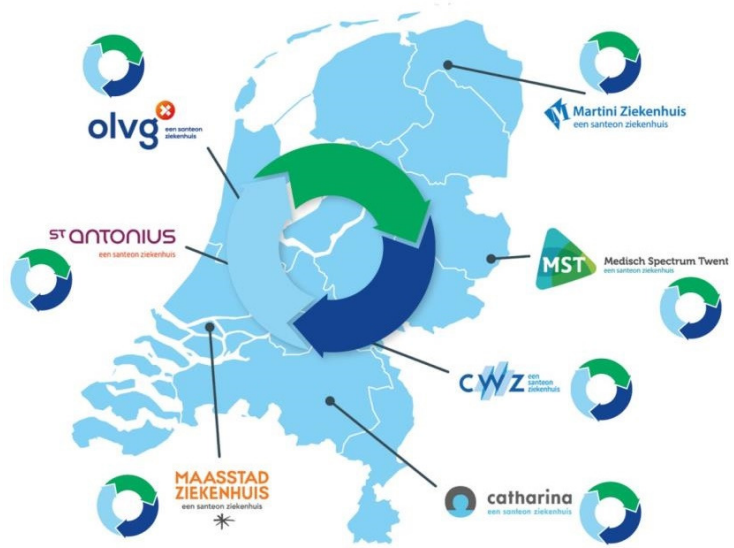 olvg
een santeon
ziekenhuis
Martini Ziekenhuis
een santeon ziekenhuis
ST antonius
een santeon ziekenhuis
MST
Medisch Spectrum Twent
een santeon ziekenhuis
CWZ
een
santeon
ziekenhuis
MAASSTAD
ZIEKENHUIS
een santeon ziekenhuis
catharina
een santeon ziekenhuis